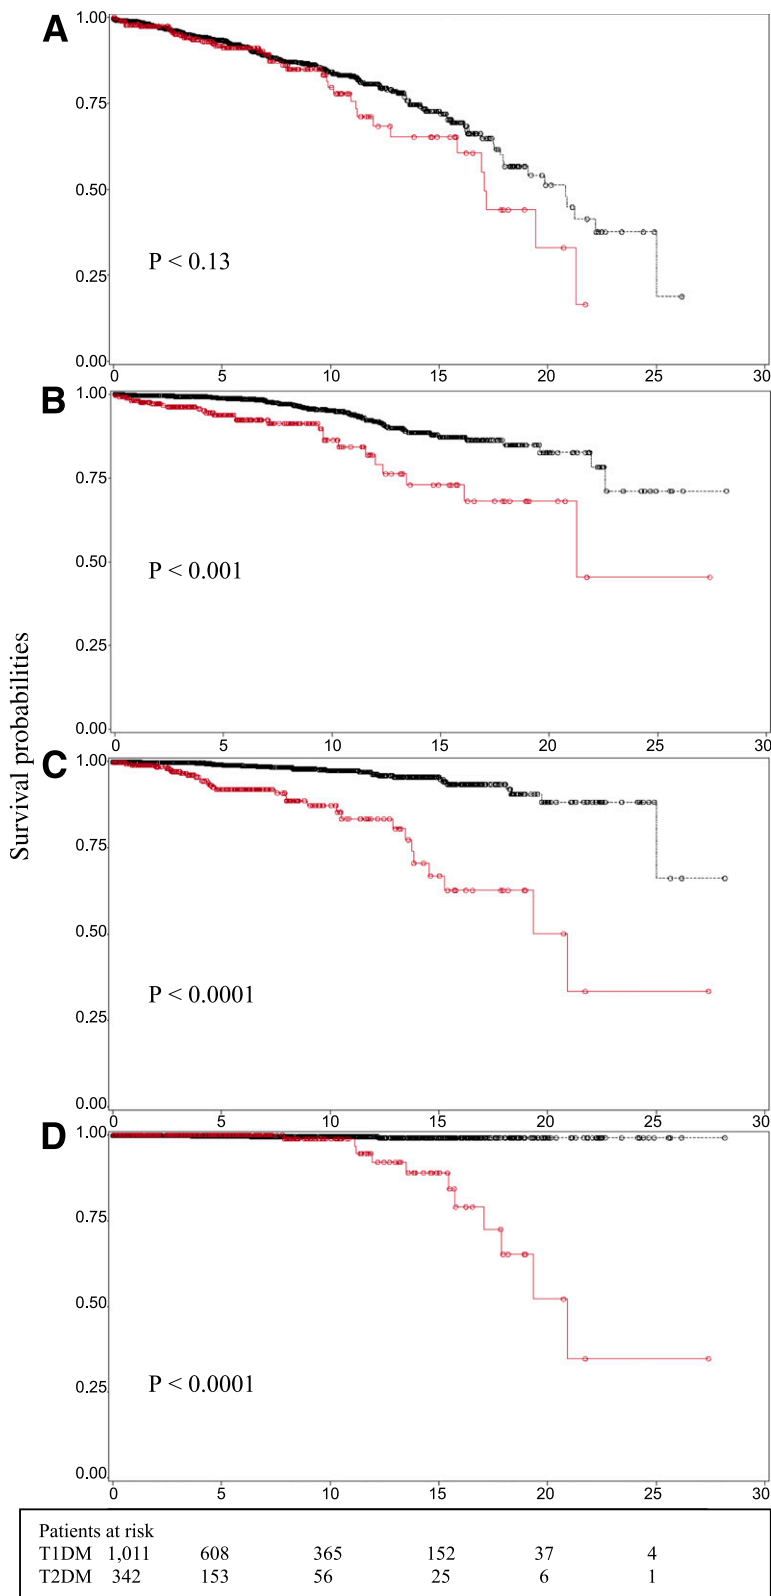 A
1.00
0.75
0.50
0.25
0.00
P < 0.13
0 5 10 15 20 25 30
B
1.00
0.75
0.50
0.25
0.00
P < 0.001
0 5 10 15 20 25 30
Survival probabilities
C
1.00
0.75
0.50
0.25
0.00
P < 0.0001
0 5 10 15 20 25 30
D
1.00
0.75
0.50
0.25
0.00
P < 0.0001
0 5 10 15 20 25 30
Patients at risk
T1DM 1,011 608 365 152 37 4
T2DM 342 153 56 25 6 1